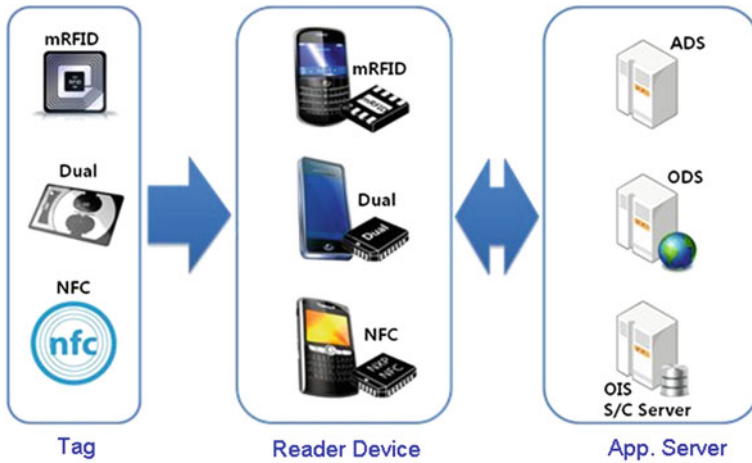 mRFID
Dual
NFC
nfc
Tag
mRFID
mRFID
Dual
Dual
NFC
NXP
NFC
Reader Device
ADS
ODS
OIS
S/C Server
App. Server